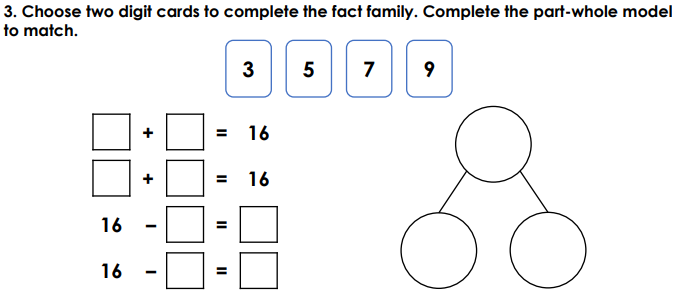 3. Choose two digit cards to complete the fact family. Complete the part-whole model
to match.
3 5 7 9
+ = 16
+ = 16
16 - =
16 - =